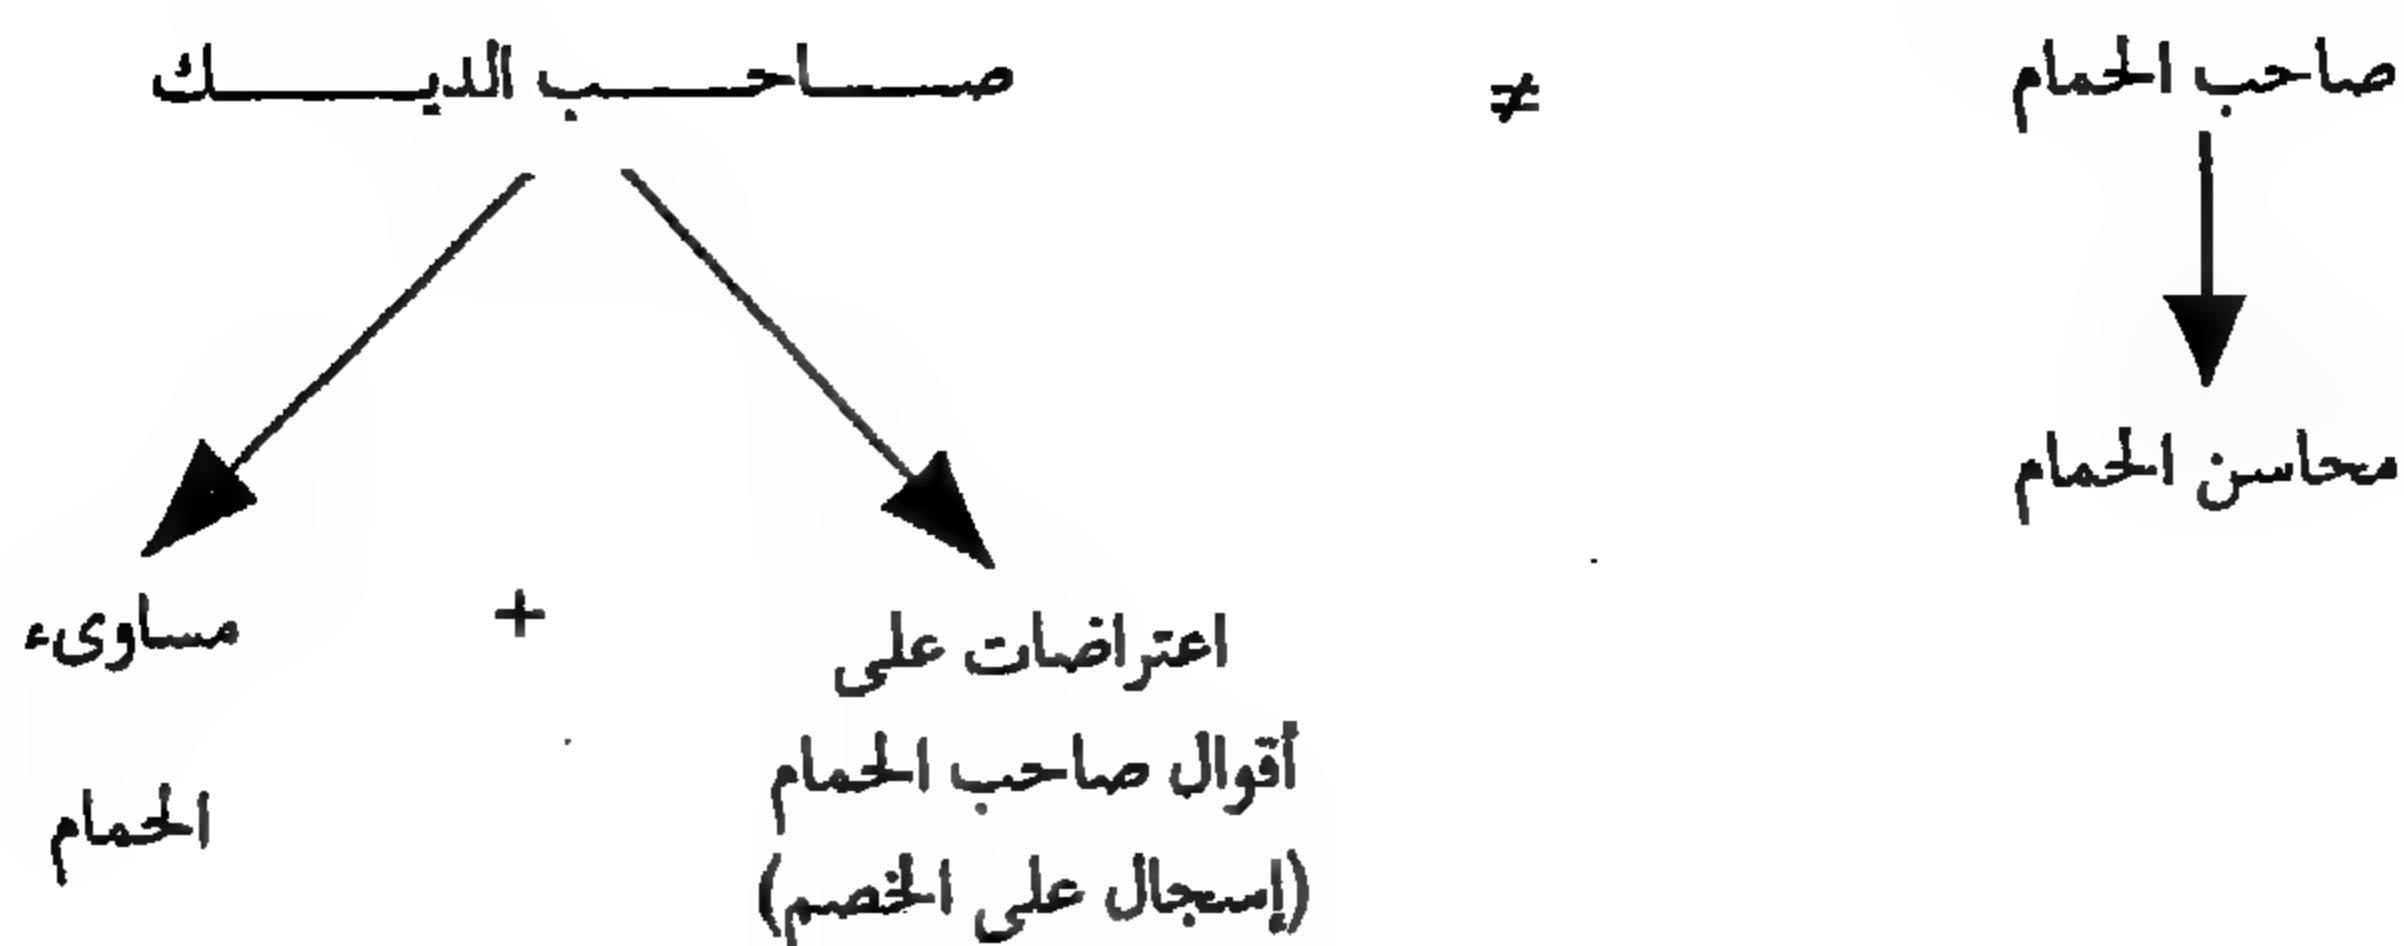 صاحب الحمام ≠ صاحب الديك
محاسن الحمام
اعتراضات على + مساوىء
أقوال صاحب الحمام
الحمام
(إسجال على الخصم)